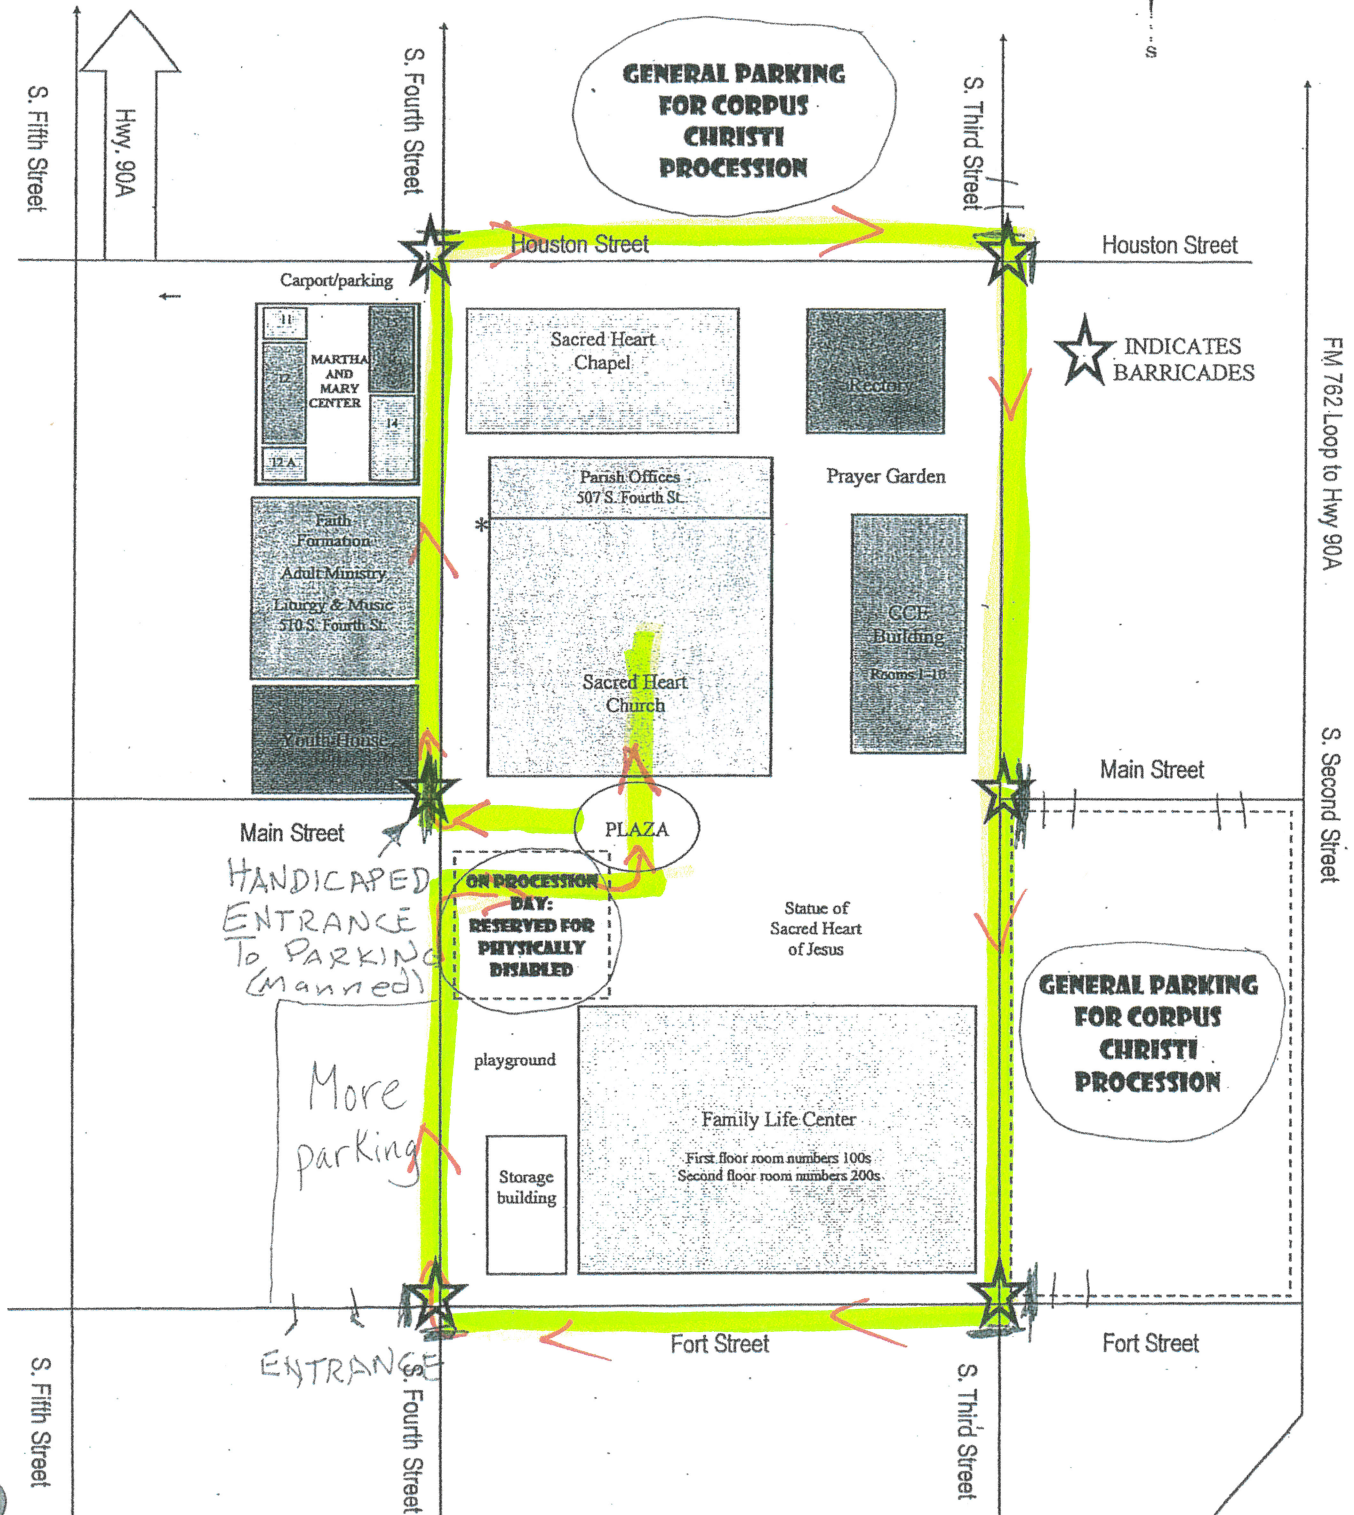 S. Fifth Street
Hwy. 90A
S. Fourth Street
GENERAL PARKING
FOR CORPUS
CHRISTI
PROCESSION
S. Third Street
s
Houston Street
Houston Street
Carport/parking
11
12
12 A
MARTHA
AND
MARY
CENTER
14
Sacred Heart
Chapel
Rectory
INDICATES
BARRICADES
FM 762 Loop to Hwy 90A
Parish Offices
507 S. Fourth St.
*
Prayer Garden
Faith
Formation
Adult Ministry
Liturgy & Music
510 S. Fourth St.
GCE
Building
Rooms 1-10
Sacred Heart
Church
Youth House
Main Street
S. Second Street
Main Street
PLAZA
HANDICAPED
ENTRANCE
To PARKING
(Manned)
ON PROCESSION
DAY:
RESERVED FOR
PHYSICALLY
DISABLED
Statue of
Sacred Heart
of Jesus
GENERAL PARKING
FOR CORPUS
CHRISTI
PROCESSION
More
parking
playground
Storage
building
Family Life Center
First floor room numbers 100s
Second floor room numbers 200s
Fort Street
Fort Street
ENTRANCE
S. Fifth Street
S. Fourth Street
S. Third Street